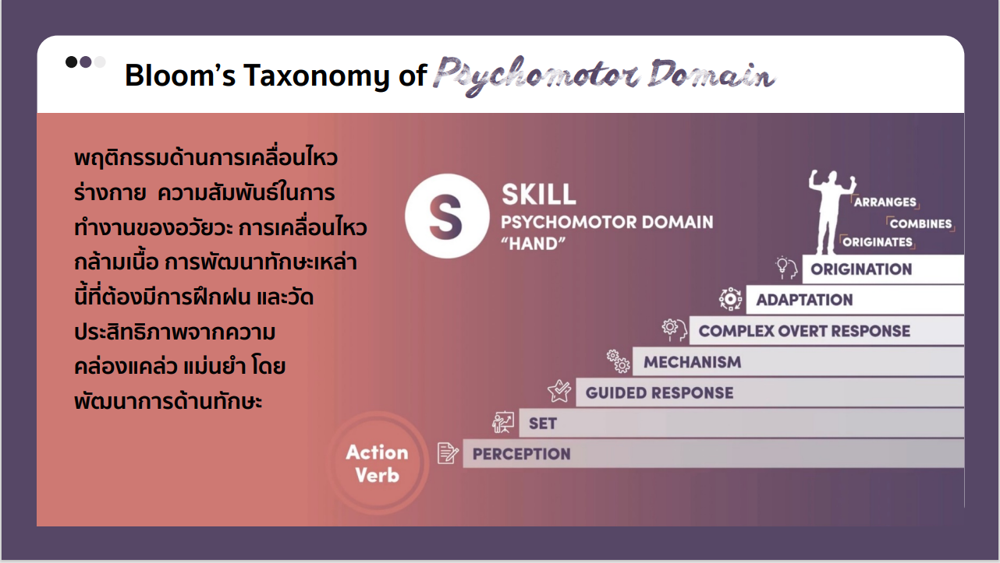 Bloom's Taxonomy of Psychomotor Domain
พฤติกรรมด้านการเคลื่อนไหว
ร่างกาย ความสัมพันธ์ในการ
ทำงานของอวัยวะ การเคลื่อนไหว
กล้ามเนื้อ การพัฒนาทักษะเหล่า
นี้ที่ต้องมีการฝึกฝน และวัด
ประสิทธิภาพจากความ
คล่องแคล่ว แม่นยำ โดย
พัฒนาการด้านทักษะ
S
SKILL
PSYCHOMOTOR DOMAIN
“HAND”
ARRANGES
COMBINES
ORIGINATES
ORIGINATION
ADAPTATION
COMPLEX OVERT RESPONSE
MECHANISM
GUIDED RESPONSE
SET
PERCEPTION
Action
Verb